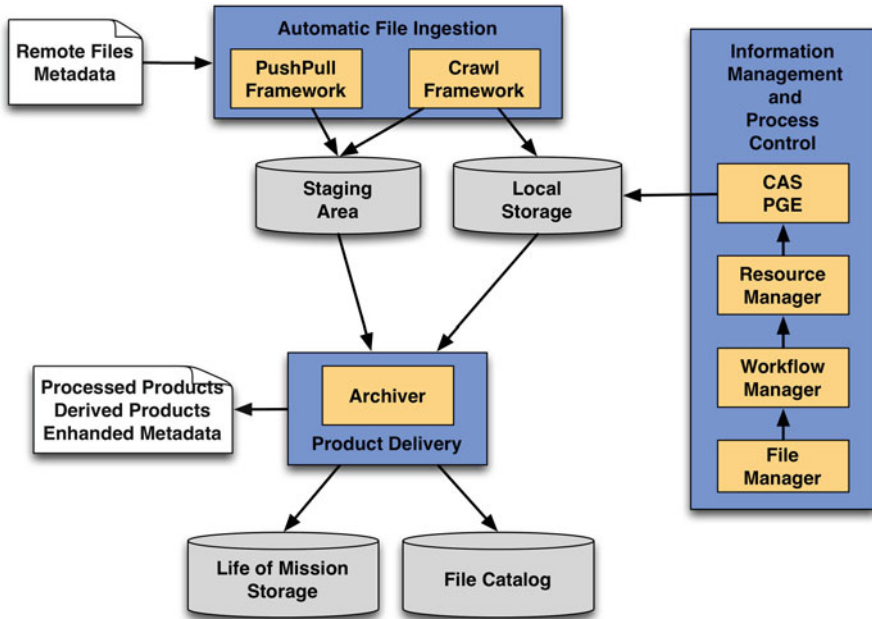 Remote Files
Metadata
Automatic File Ingestion
PushPull
Framework
Crawl
Framework
Information
Management
and
Process
Control
Staging
Area
Local
Storage
CAS
PGE
Resource
Manager
Workflow
Manager
File
Manager
Processed Products
Derived Products
Enhanded Metadata
Archiver
Product Delivery
Life of Mission
Storage
File Catalog